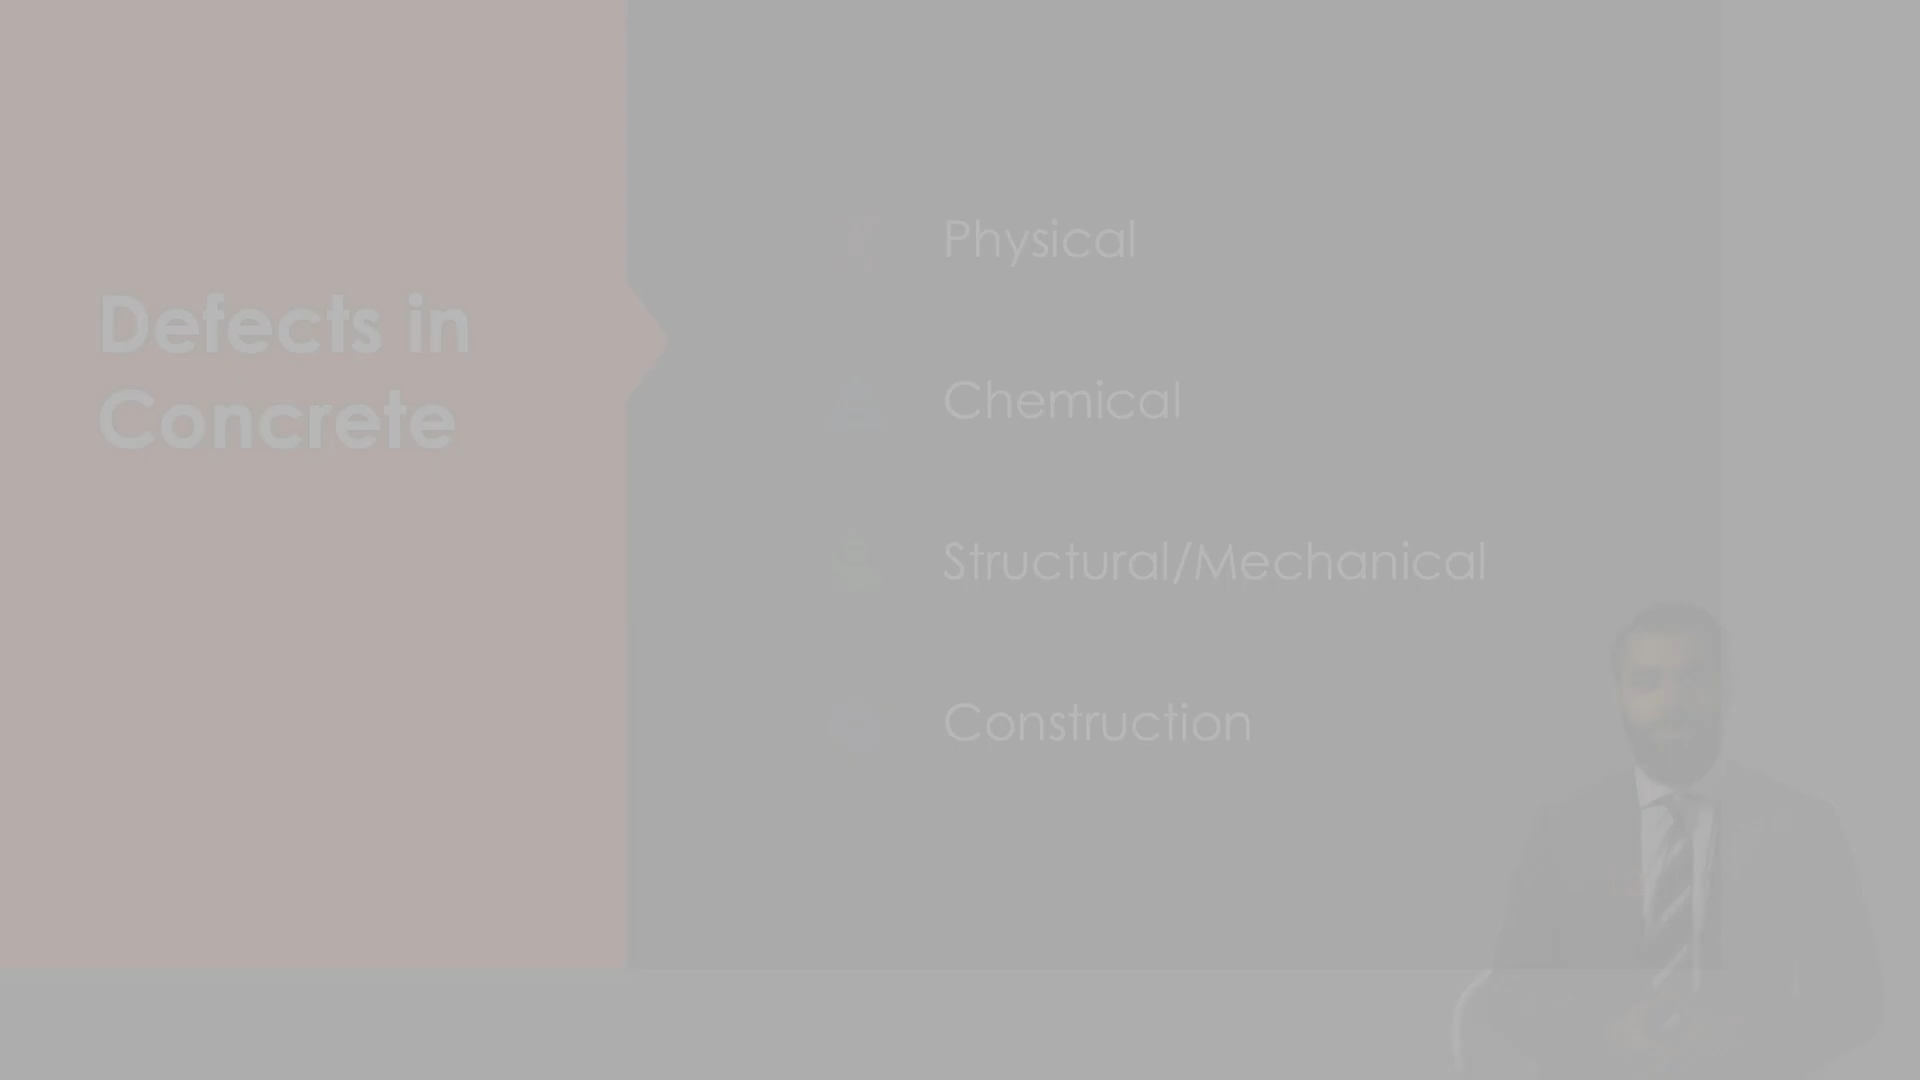 Defects in
Concrete
Physical
Chemical
Structural/Mechanical
Construction